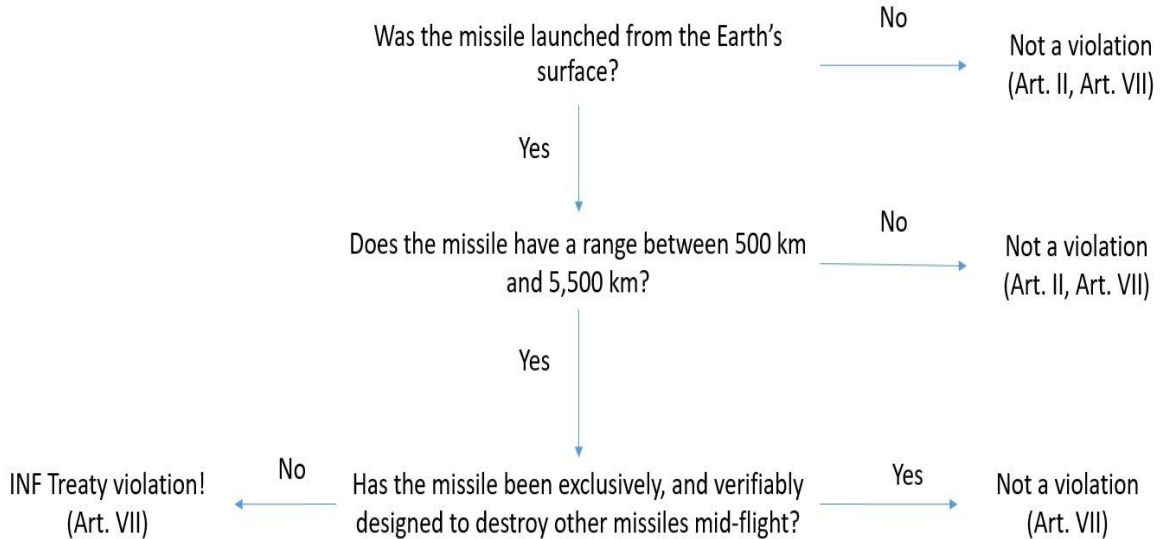 Was the missile launched from the Earth's
surface?
No
Not a violation
(Art. II, Art. VII)
Yes
Does the missile have a range between 500 km
and 5,500 km?
No
Not a violation
(Art. II, Art. VII)
Yes
INF Treaty violation!
(Art. VII)
No
Has the missile been exclusively, and verifiably
designed to destroy other missiles mid-flight?
Yes
Not a violation
(Art. VII)